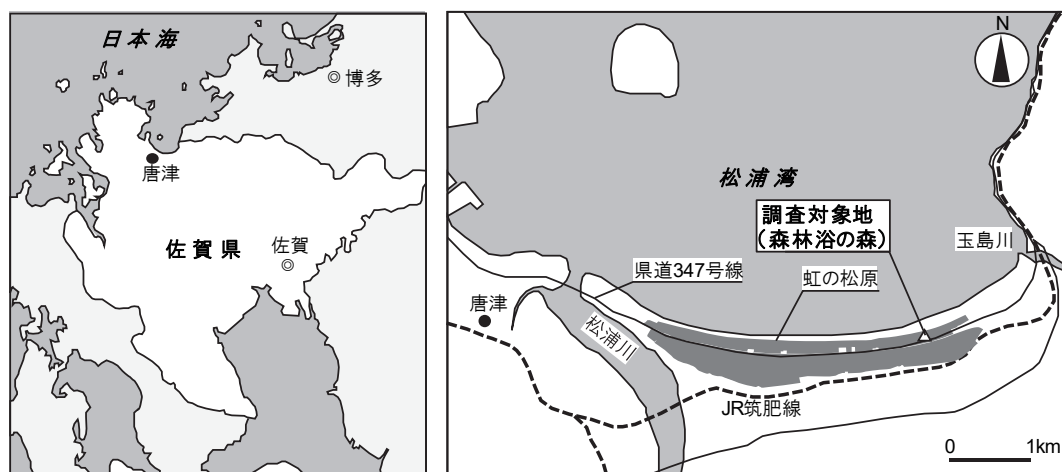 日本海
博多
唐津
佐賀県
佐賀
N
松浦湾
調査対象地
(森林浴の森)
玉島川
県道347号線
虹の松原
唐津
松浦川
JR筑肥線
0 1km